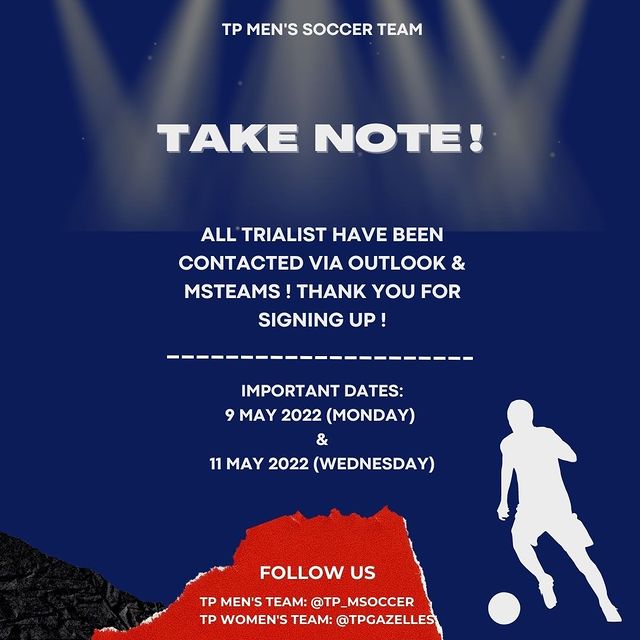 TP MEN'S SOCCER TEAM
TAKE NOTE!
ALL TRIALIST HAVE BEEN
CONTACTED VIA OUTLOOK &
MSTEAMS ! THANK YOU FOR
SIGNING UP !
IMPORTANT DATES:
9 MAY 2022 (MONDAY)
&
11 MAY 2022 (WEDNESDAY)
FOLLOW US
TP MEN'S TEAM: @TP_MSOCCER
TP WOMEN'S TEAM: @TPGAZELLES